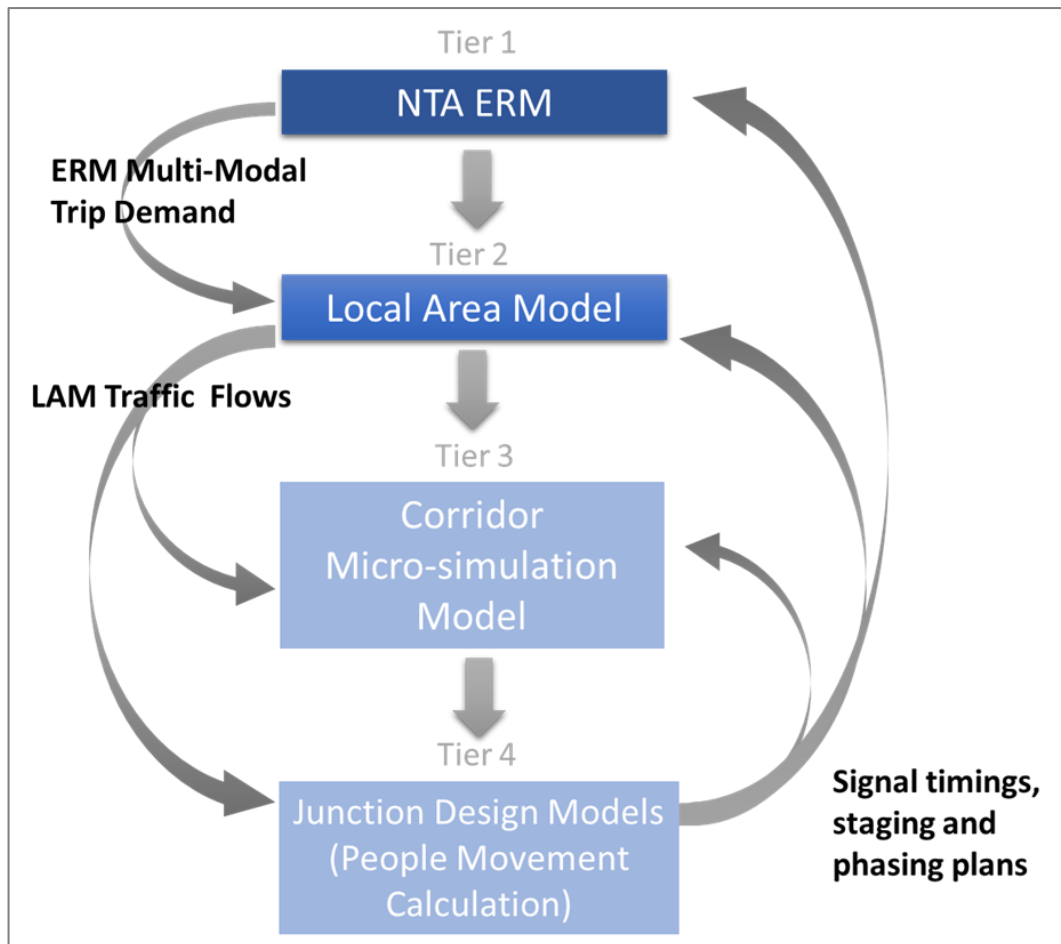 Tier 1
NTA ERM
ERM Multi-Modal
Trip Demand
Tier 2
Local Area Model
LAM Traffic Flows
Tier 3
Corridor
Micro-simulation
Model
Tier 4
Junction Design Models
(People Movement
Calculation)
Signal timings,
staging and
phasing plans